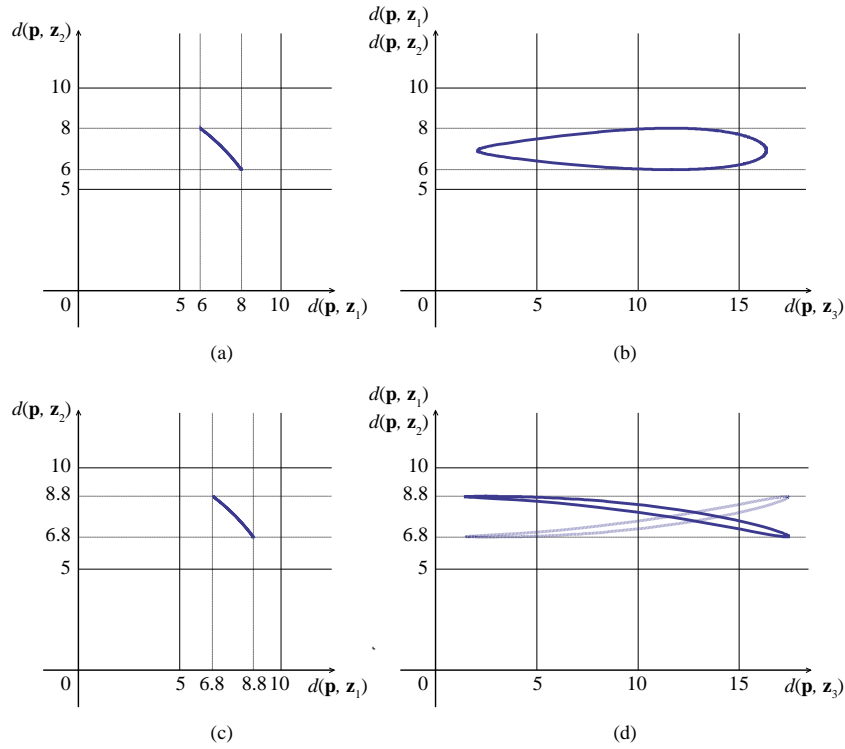 d(p, z₂)
10
8
6
5
0
5 6 8 10 d(p, z₁)
(a)
d(p, z₁)
d(p, z₂)
10
8
6
5
0
5 10 15 d(p, z₃)
(b)
d(p, z₂)
10
8.8
6.8
5
0
5 6.8 8.8 10 d(p, z₁)
(c)
d(p, z₁)
d(p, z₂)
10
8.8
6.8
5
0
5 10 15 d(p, z₃)
(d)